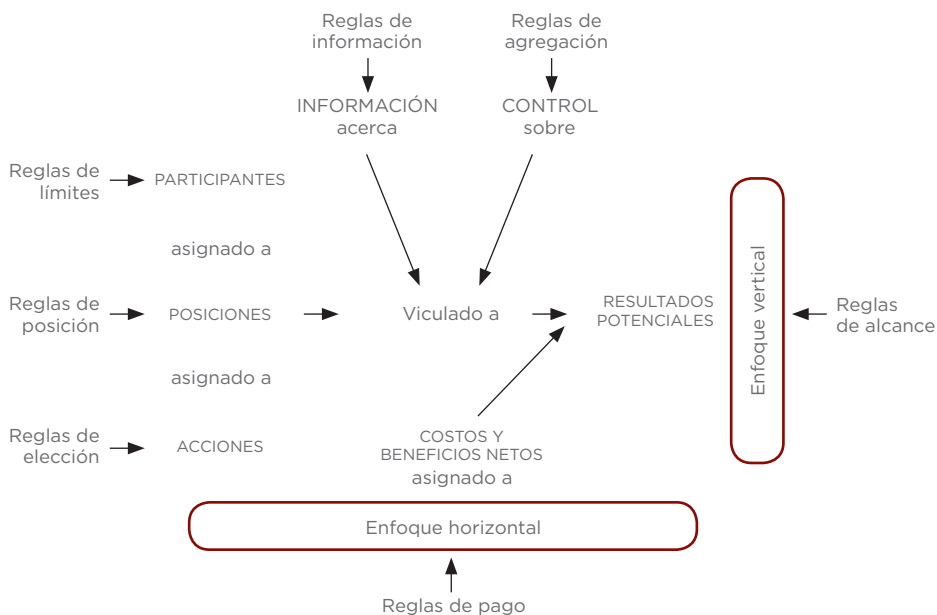 Reglas de
información
Reglas de
agregación
INFORMACIÓN
acerca
CONTROL
sobre
Reglas de
límites
PARTICIPANTES
asignado a
Reglas de
posición
POSICIONES
Viculado a
RESULTADOS
POTENCIALES
Enfoque vertical
Reglas
de alcance
asignado a
Reglas de
elección
ACCIONES
COSTOS Y
BENEFICIOS NETOS
asignado a
Enfoque horizontal
Reglas de pago